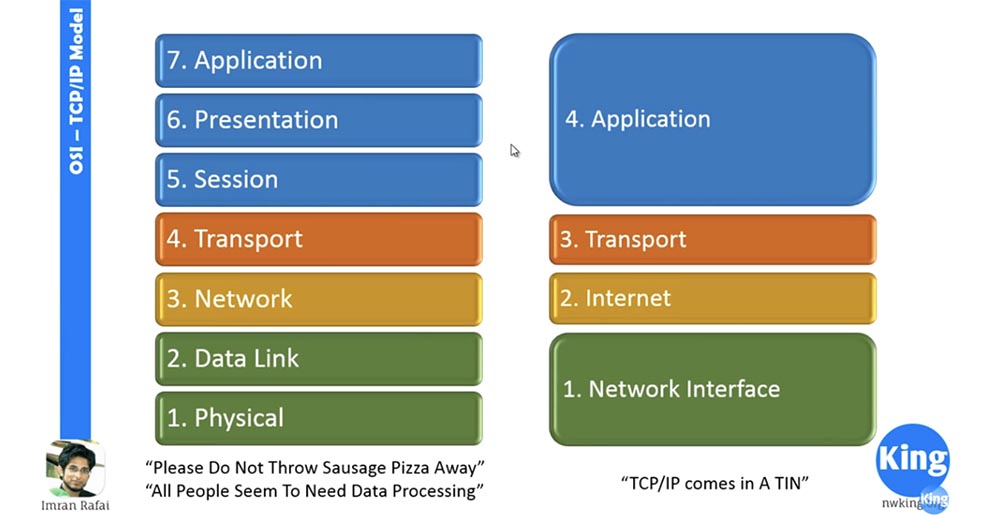 OSI – TCP/IP Model
7. Application
6. Presentation
5. Session
4. Transport
3. Network
2. Data Link
1. Physical
"Please Do Not Throw Sausage Pizza Away"
"All People Seem To Need Data Processing"
4. Application
3. Transport
2. Internet
1. Network Interface
"TCP/IP comes in A TIN"
Imran Rafai
King
nwking.
King